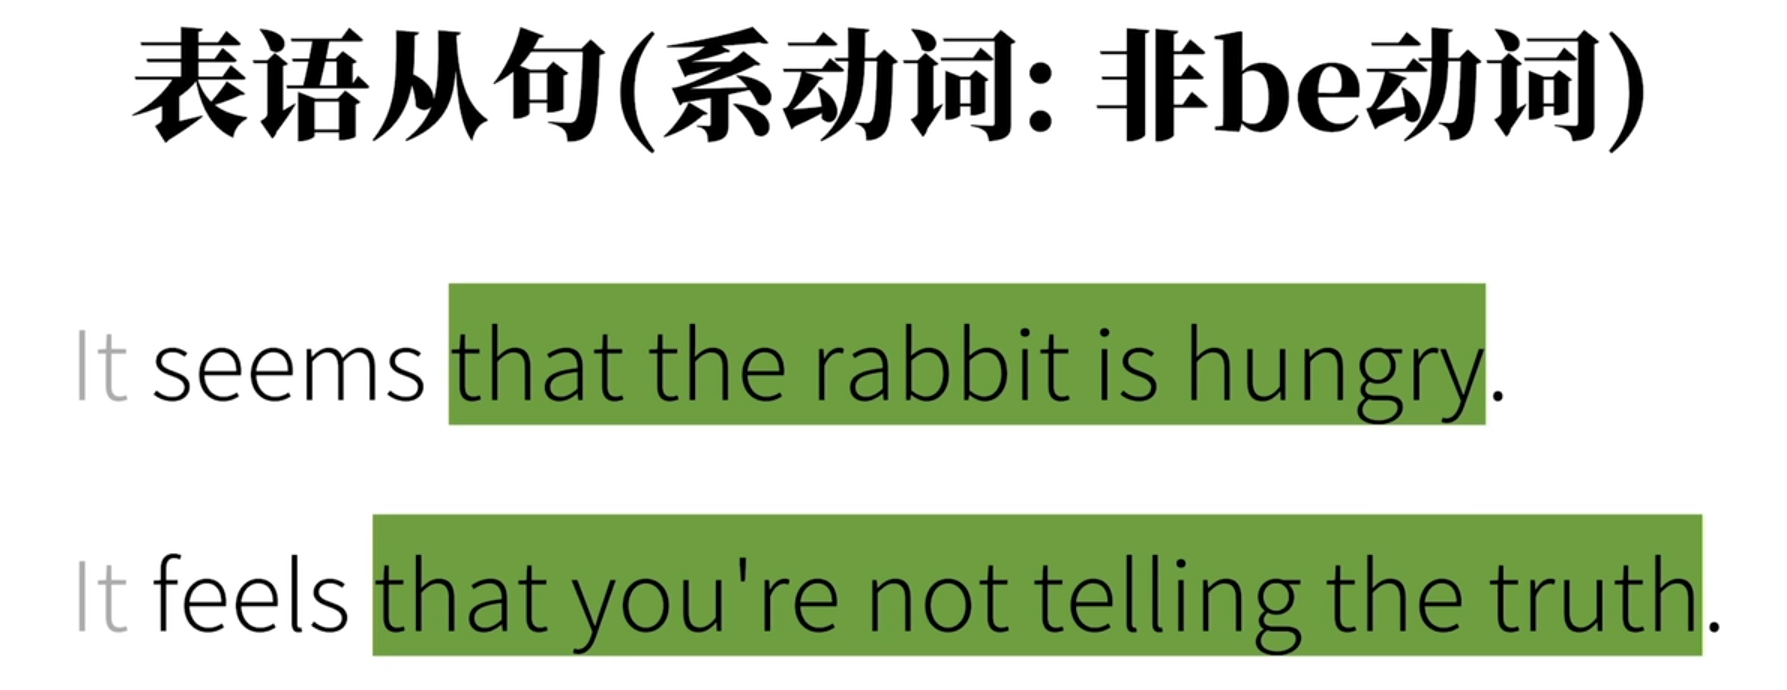 表语从句(系动词: 非be动词)
It seems that the rabbit is hungry.
It feels that you're not telling the truth.